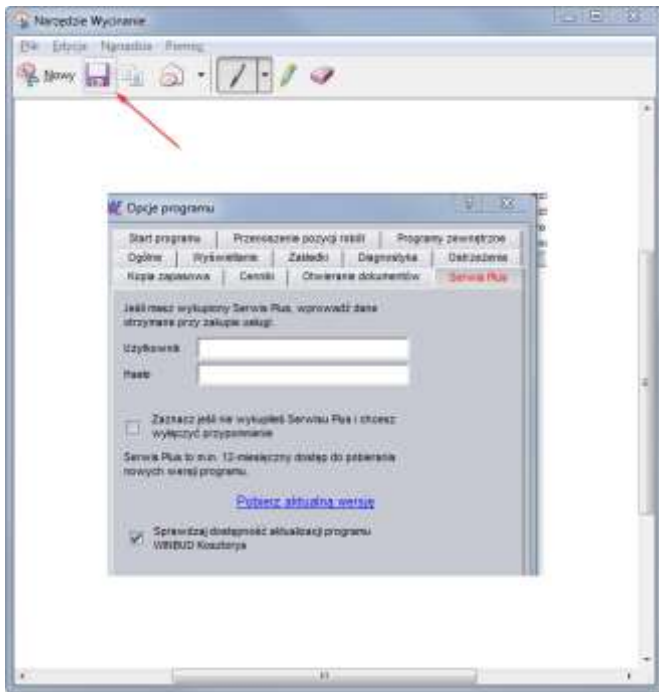 Narzędzie Wycinanie
Plik Edycja Narzędzia Pomoc
Nowy
Opcje programu
Start programu Przenoszenie pozycji robót Programy zewnętrzne
Ogólne Wyświetlanie Zakładki Diagnostyka Ostrzeżenia
Kopia zapasowa Cenniki Otwieranie dokumentów Serwis Plus
Jeśli masz wykupiony Serwis Plus, wprowadź dane
otrzymane przy zakupie usługi.
Użytkownik
Hasło
Zaznacz jeśli nie wykupiłeś Serwisu Plus i chcesz
wyłączyć przypomnienie
Serwis Plus to min. 12-miesięczny dostęp do pobierania
nowych wersji programu.
Pobierz aktualną wersję
Sprawdzaj dostępność aktualizacji programu
WINBUD Kosztorys